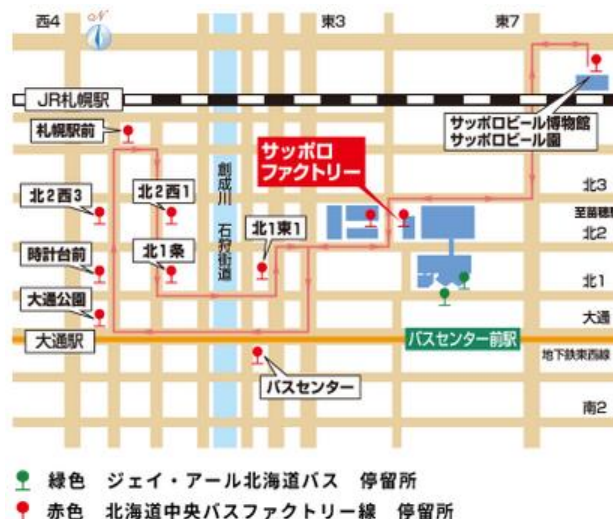 西4
N
東3
東7
JR札幌駅
サッポロビール博物館
サッポロビール園
札幌駅前
サッポロ
ファクトリー
創成川
石狩街道
北3
至苗穂駅
北2西3
北2西1
北2
北1東1
時計台前
北1条
北1
大通公園
大通
大通駅
バスセンター前駅
地下鉄東西線
バスセンター
南2
緑色 ジェイ・アール北海道バス 停留所
赤色 北海道中央バスファクトリー線 停留所